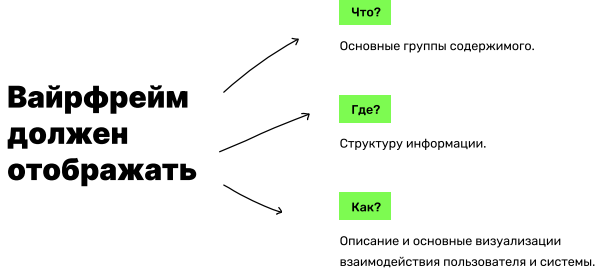 Вайрфрейм
должен
отображать
Что?
Основные группы содержимого.
Где?
Структуру информации.
Как?
Описание и основные визуализации
взаимодействия пользователя и системы.